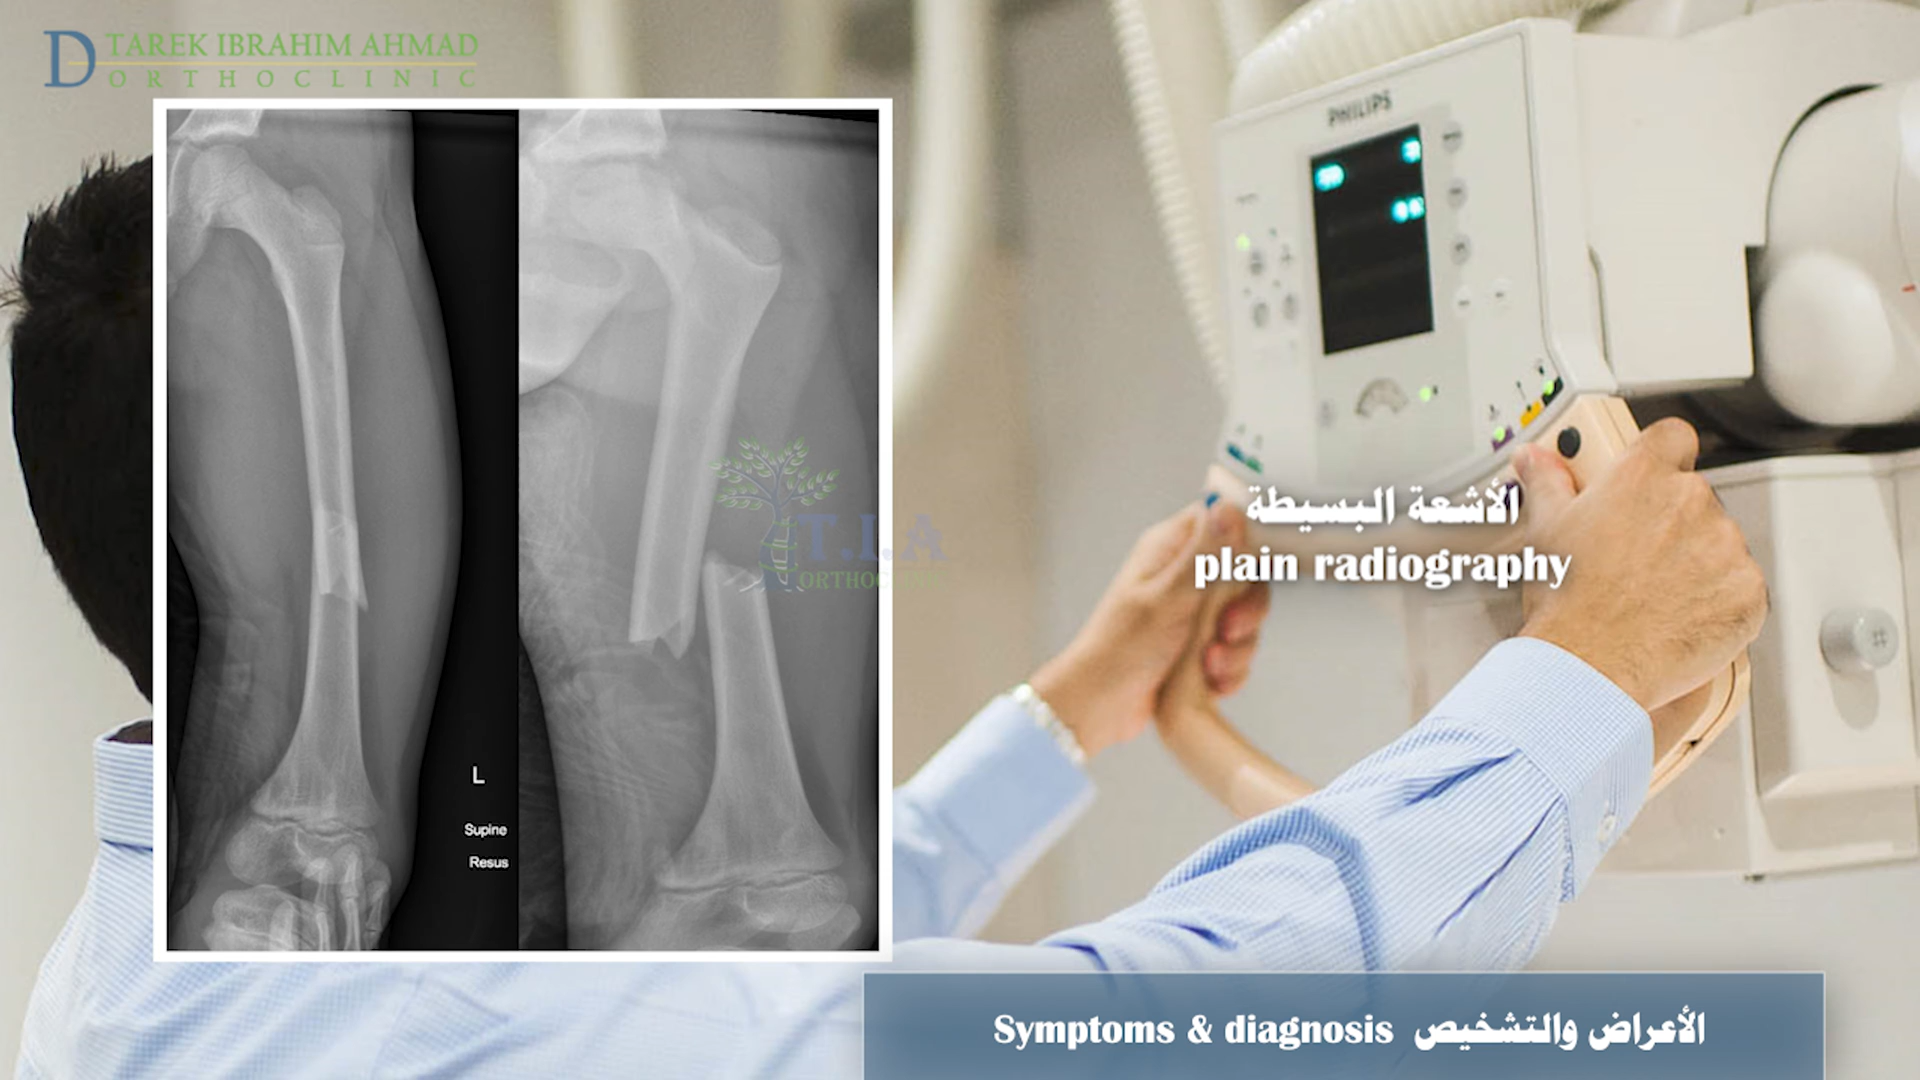 D TAREK IBRAHIM AHMAD
ORTHOCLINIC
PHILIPS
T.I.A
ORTHOCLINIC
الأشعة البسيطة
plain radiography
L
Supine
Resus
Symptoms & diagnosis الأعراض والتشخيص